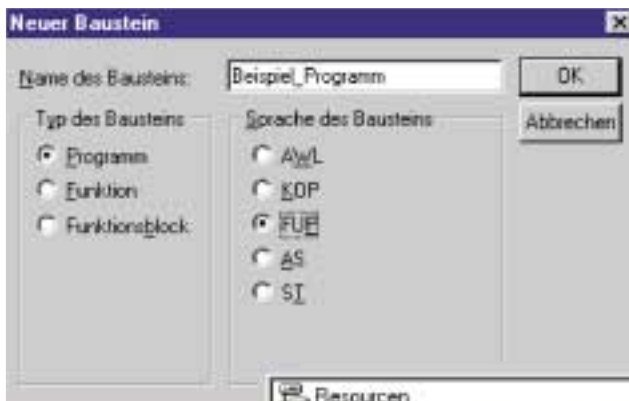 Neuer Baustein
Name des Bausteins: Beispiel_Programm OK
Typ des Bausteins Sprache des Bausteins Abbrechen
Programm AWL
Funktion KOP
Funktionsblock FUP
AS
ST
Resourcen